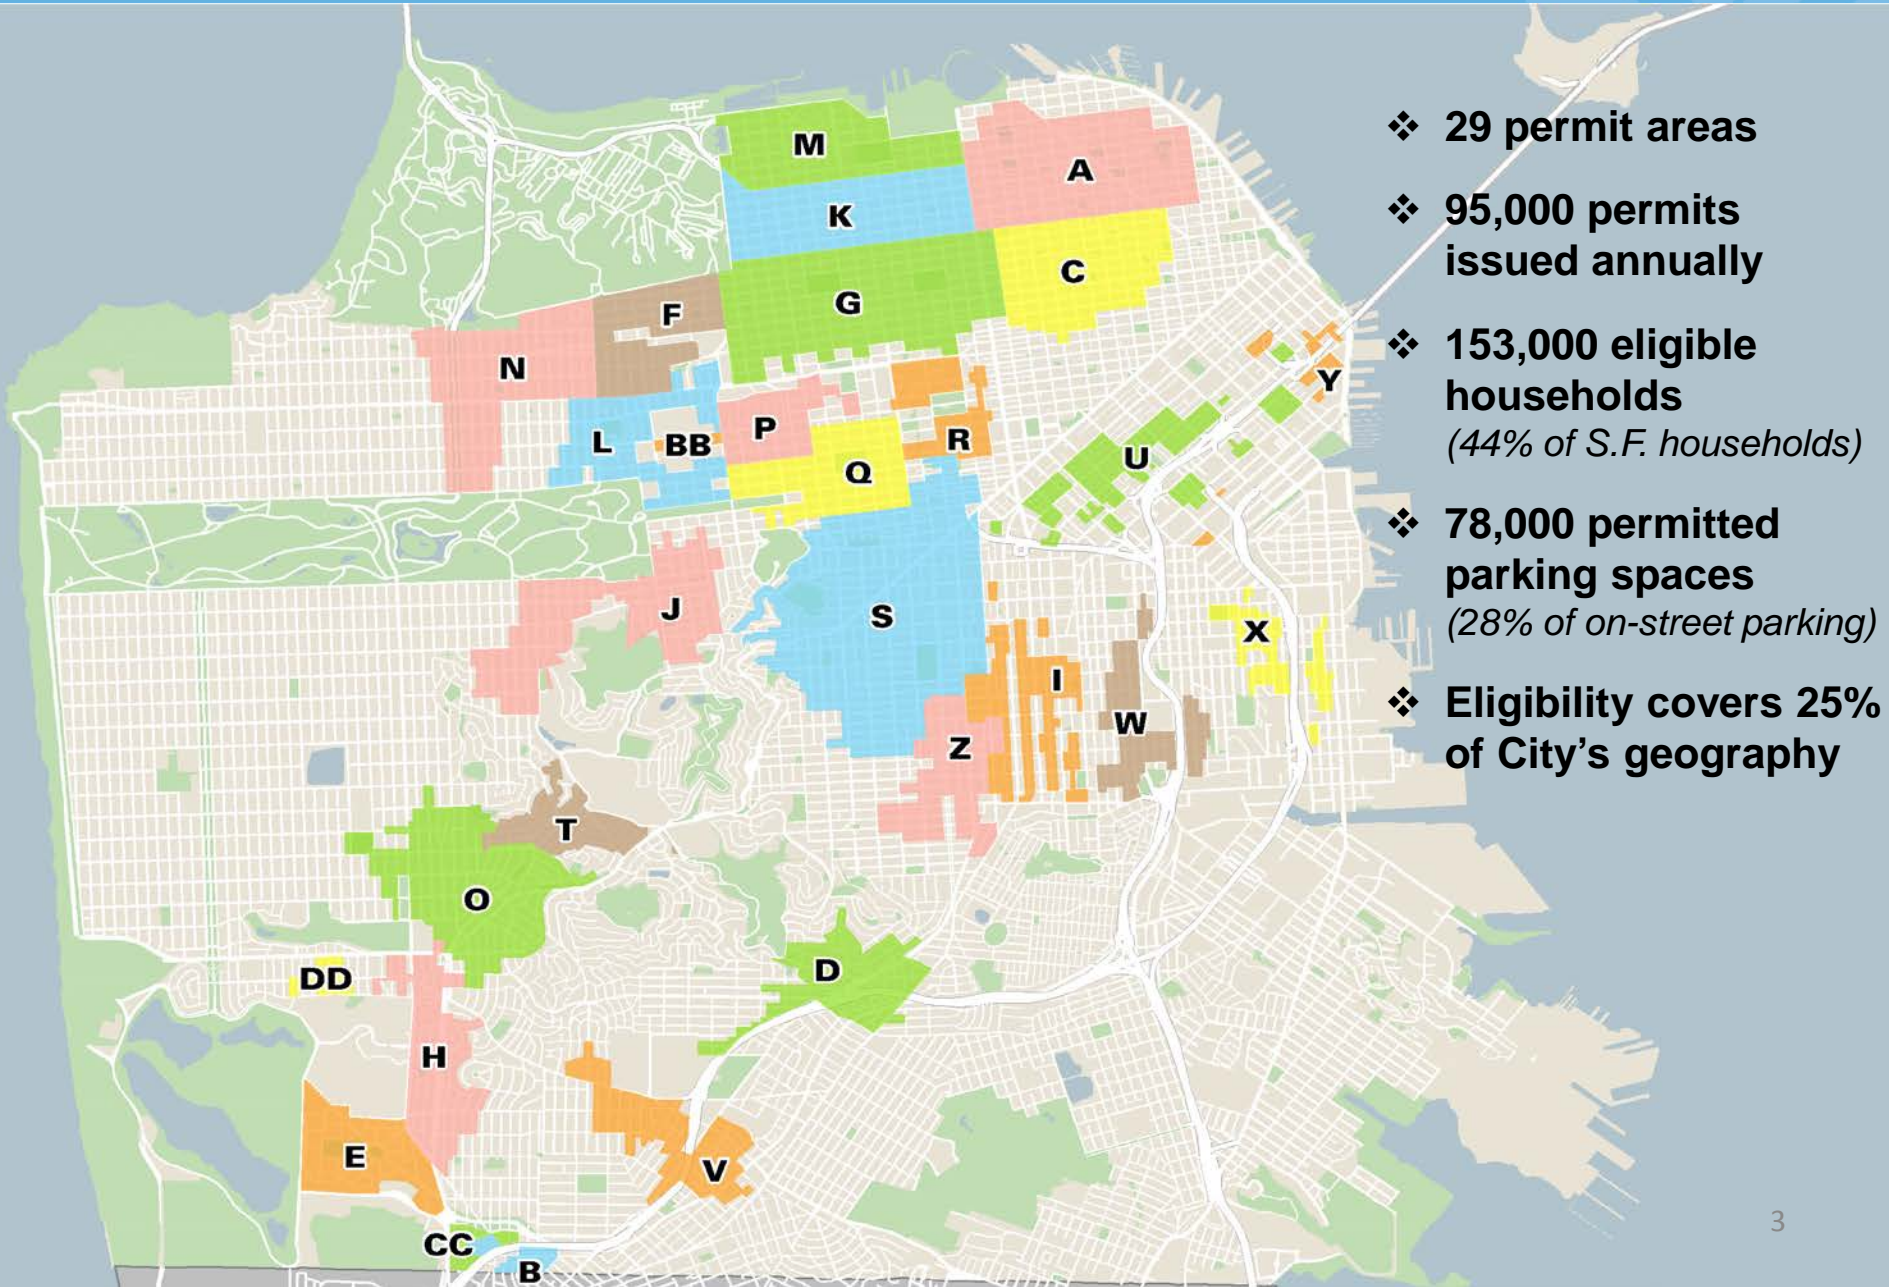 M
A
K
C
G
F
N
Y
P
L
BB
R
Q
U
J
S
X
I
W
Z
T
O
D
DD
H
E
V
CC
B
❖ 29 permit areas
❖ 95,000 permits
issued annually
❖ 153,000 eligible
households
(44% of S.F. households)
❖ 78,000 permitted
parking spaces
(28% of on-street parking)
❖ Eligibility covers 25%
of City’s geography
3